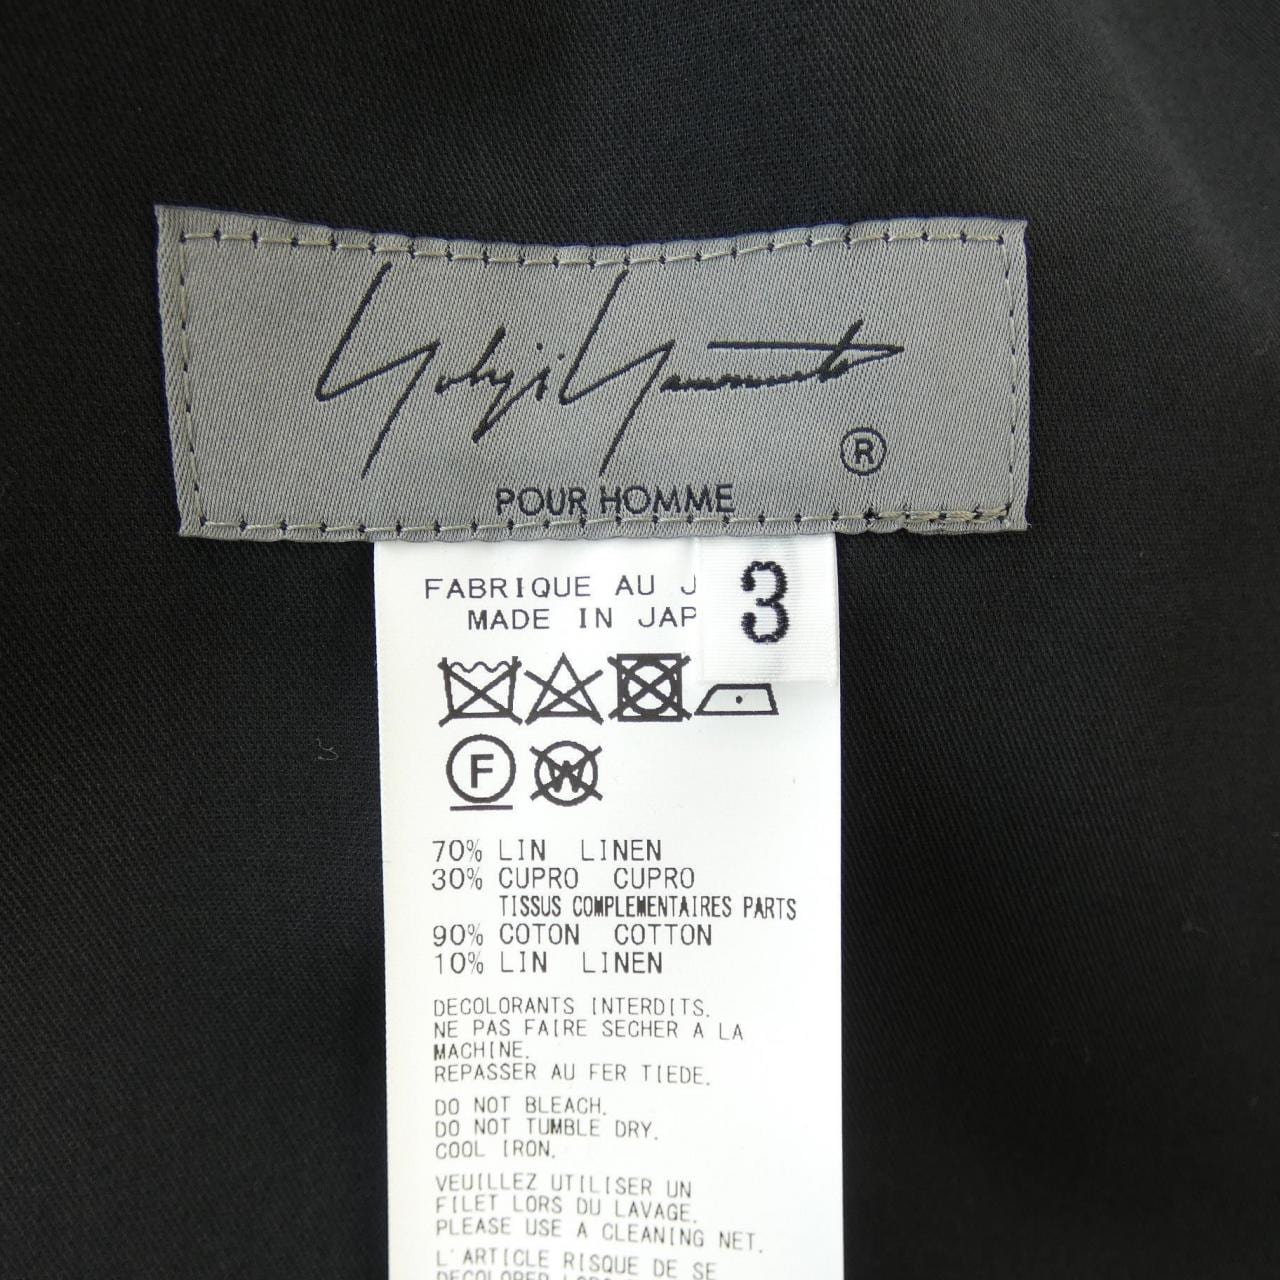 Yohji Yamamoto
®
POUR HOMME
3
FABRIQUE AU J
MADE IN JAP
F W
70% LIN LINEN
30% CUPRO CUPRO
TISSUS COMPLEMENTAIRES PARTS
90% COTON COTTON
10% LIN LINEN
DECOLORANTS INTERDITS.
NE PAS FAIRE SECHER A LA
MACHINE.
REPASSER AU FER TIEDE.
DO NOT BLEACH.
DO NOT TUMBLE DRY.
COOL IRON.
VEUILLEZ UTILISER UN
FILET LORS DU LAVAGE.
PLEASE USE A CLEANING NET.
L'ARTICLE RISQUE DE SE
DECOLORER